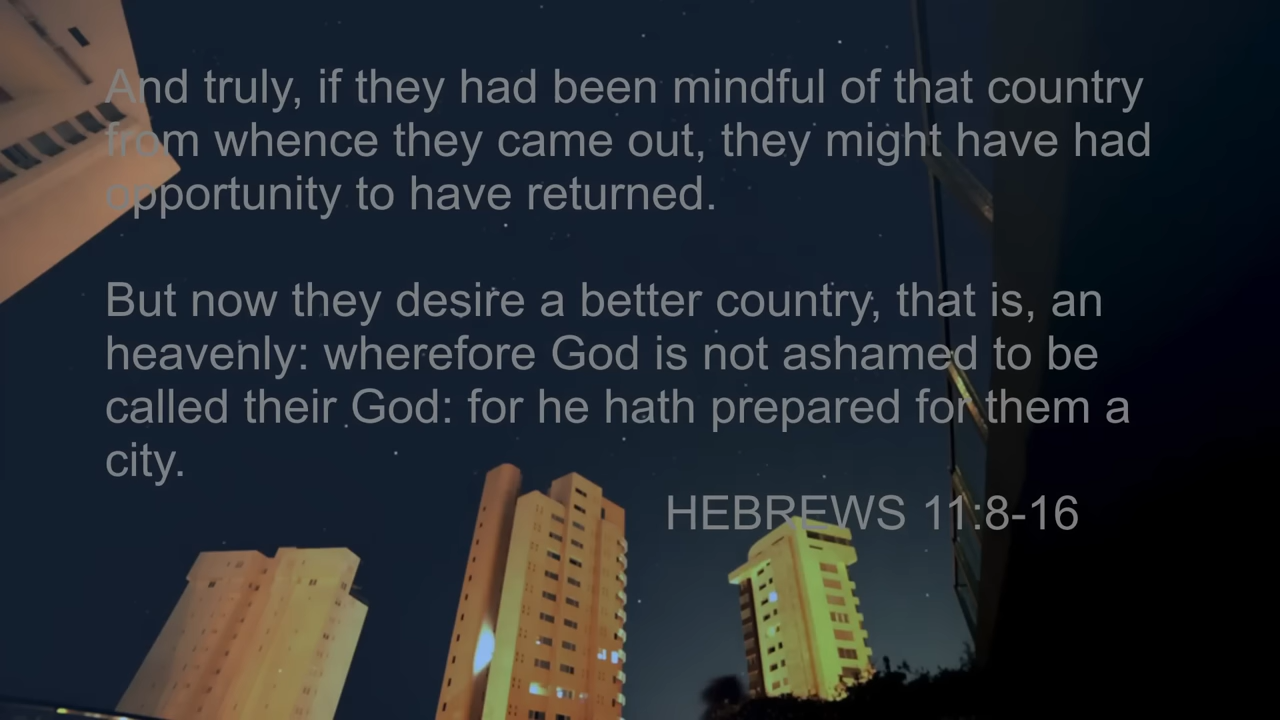 And truly, if they had been mindful of that country
from whence they came out, they might have had
opportunity to have returned.
But now they desire a better country, that is, an
heavenly: wherefore God is not ashamed to be
called their God: for he hath prepared for them a
city.
HEBREWS 11:8-16